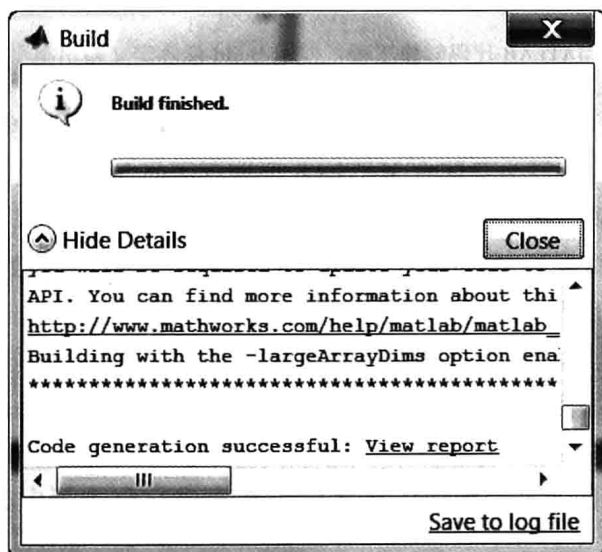 Build
X
Build finished.
Hide Details
Close
API. You can find more information about thi
http://www.mathworks.com/help/matlab/matlab_
Building with the -largeArrayDims option ena
********************************************
Code generation successful: View report
Save to log file